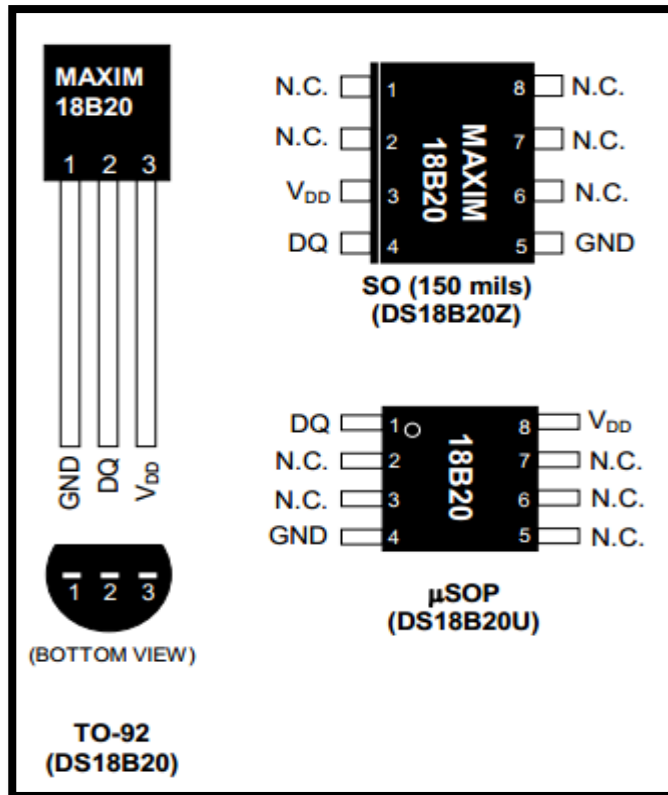 MAXIM
18B20
1 2 3
GND DQ VDD
1 2 3
(BOTTOM VIEW)
TO-92
(DS18B20)
N.C. 1 8 N.C.
N.C. 2 7 N.C.
VDD 3 6 N.C.
DQ 4 5 GND
MAXIM
18B20
SO (150 mils)
(DS18B20Z)
DQ 1 8 VDD
N.C. 2 7 N.C.
N.C. 3 6 N.C.
GND 4 5 N.C.
18B20
μSOP
(DS18B20U)